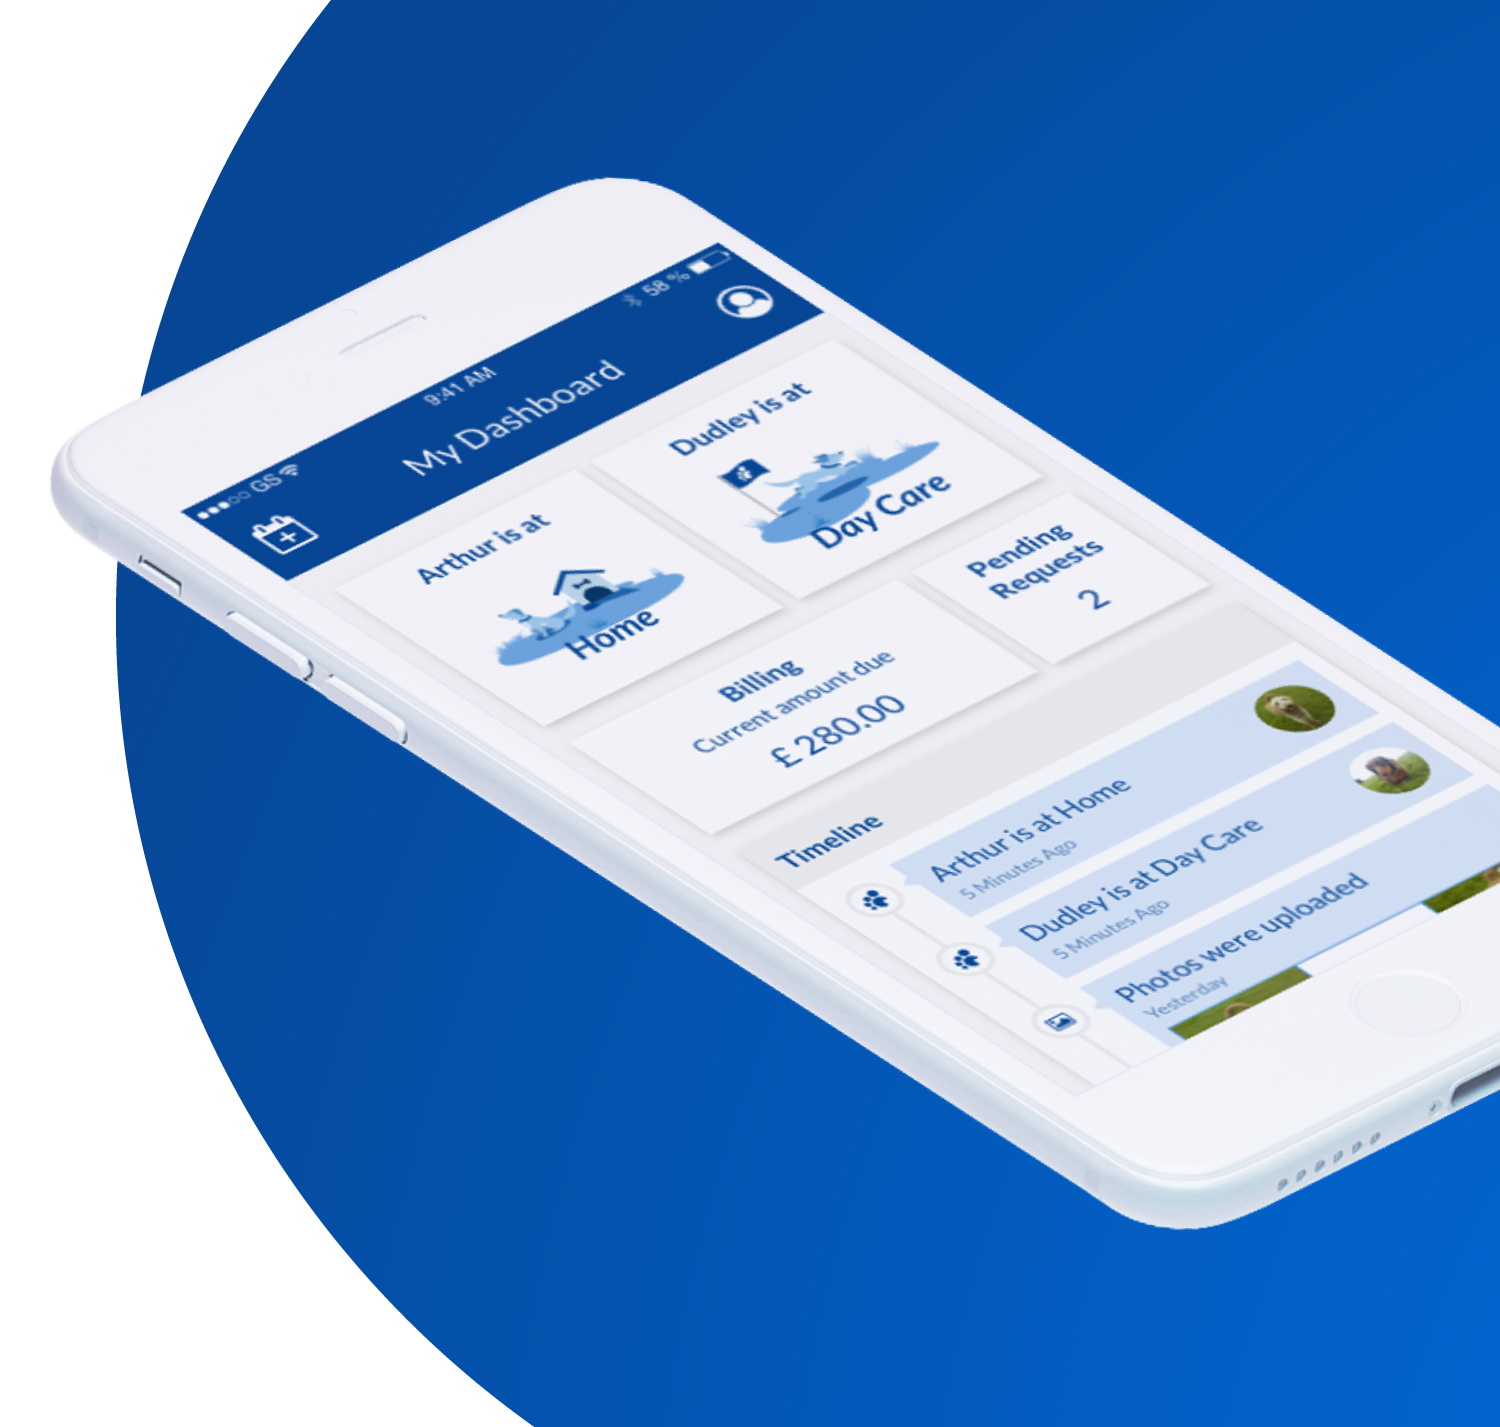 GS
9:41 AM
58 %
My Dashboard
Arthur is at
Home
Dudley is at
Day Care
Billing
Current amount due
£ 280.00
Pending
Requests
2
Timeline
Arthur is at Home
5 Minutes Ago
Dudley is at Day Care
5 Minutes Ago
Photos were uploaded
Yesterday